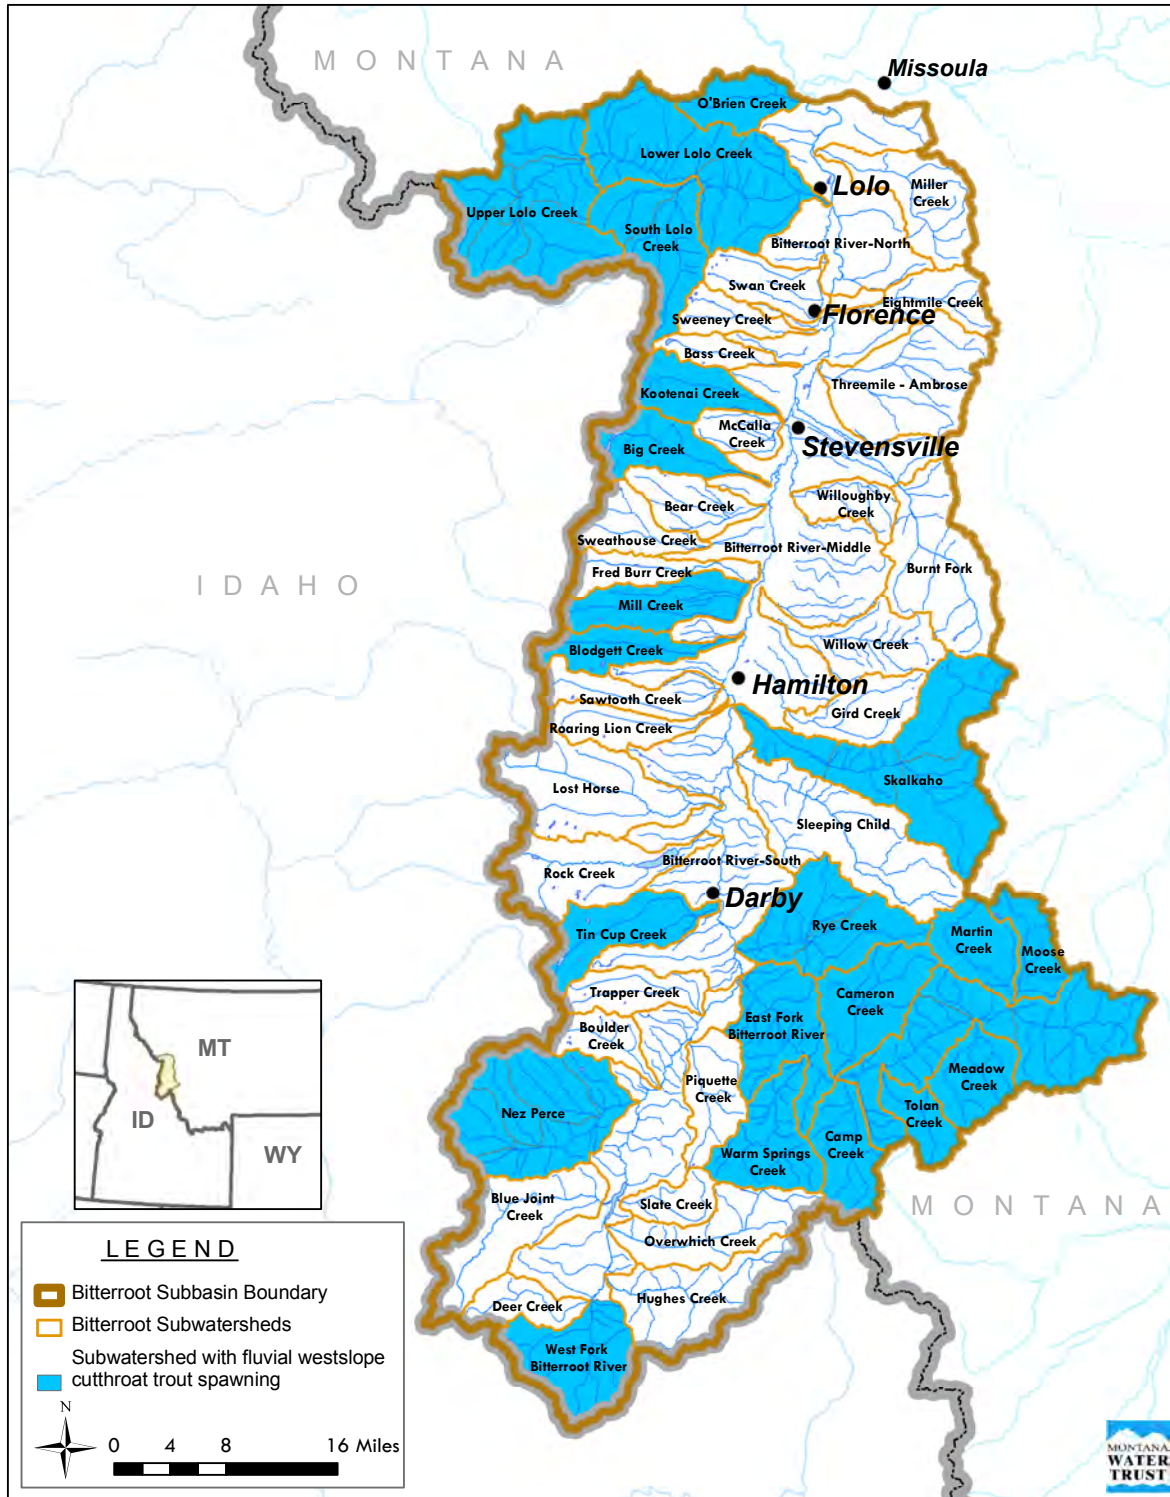 MONTANA
Missoula
O'Brien Creek
Lower Lolo Creek
Lolo
Miller
Creek
Upper Lolo Creek
South Lolo
Creek
Bitterroot River-North
Swan Creek
Eightmile Creek
Florence
Sweeney Creek
Bass Creek
Threemile - Ambrose
Kootenai Creek
McCalla
Creek
Stevensville
Big Creek
Willoughby
Creek
Bear Creek
Sweathouse Creek
Bitterroot River-Middle
Burnt Fork
Fred Burr Creek
IDAHO
Mill Creek
Willow Creek
Blodgett Creek
Hamilton
Sawtooth Creek
Gird Creek
Roaring Lion Creek
Skalkaho
Lost Horse
Sleeping Child
Bitterroot River-South
Rock Creek
Darby
Rye Creek
Tin Cup Creek
Martin
Creek
Moose
Creek
Trapper Creek
Cameron
Creek
East Fork
Bitterroot River
Boulder
Creek
Meadow
Creek
Piquette
Creek
Tolan
Creek
Nez Perce
Camp
Creek
Warm Springs
Creek
Blue Joint
Creek
Slate Creek
MONTANA
Overwhich Creek
Hughes Creek
Deer Creek
West Fork
Bitterroot River
MT
ID
WY
LEGEND
Bitterroot Subbasin Boundary
Bitterroot Subwatersheds
Subwatershed with fluvial westslope
cutthroat trout spawning
N
0 4 8 16 Miles
MONTANA
WATER
TRUST